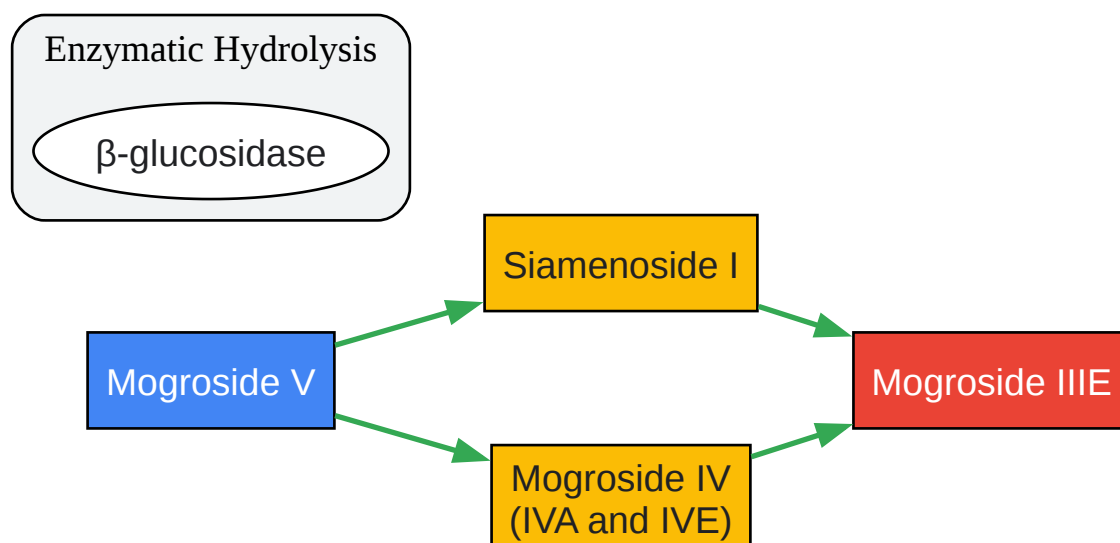 Enzymatic Hydrolysis
β-glucosidase
Siamenoside I
Mogroside V
Mogroside IIIE
Mogroside IV
(IVA and IVE)